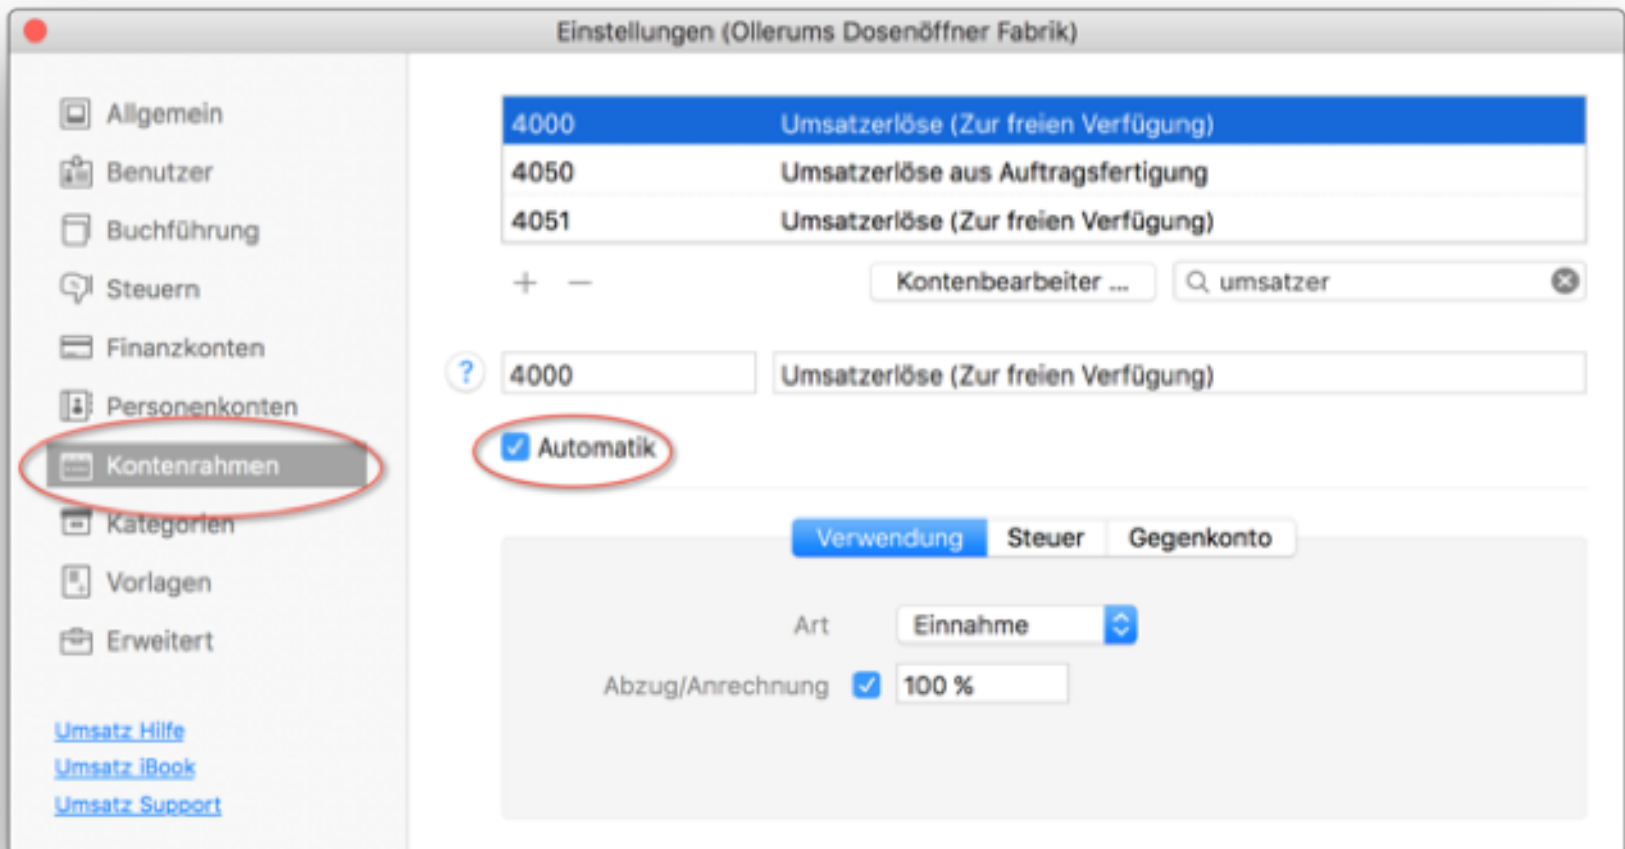 Einstellungen (Ollerums Dosenöffner Fabrik)
Allgemein
Benutzer
Buchführung
Steuern
Finanzkonten
Personenkonten
Kontenrahmen
Kategorien
Vorlagen
Erweitert
Umsatz Hilfe
Umsatz iBook
Umsatz Support
4000 Umsatzerlöse (Zur freien Verfügung)
4050 Umsatzerlöse aus Auftragsfertigung
4051 Umsatzerlöse (Zur freien Verfügung)
+ − Kontenbearbeiter ... umsatzer
? 4000 Umsatzerlöse (Zur freien Verfügung)
Automatik
Verwendung Steuer Gegenkonto
Art Einnahme
Abzug/Anrechnung 100 %